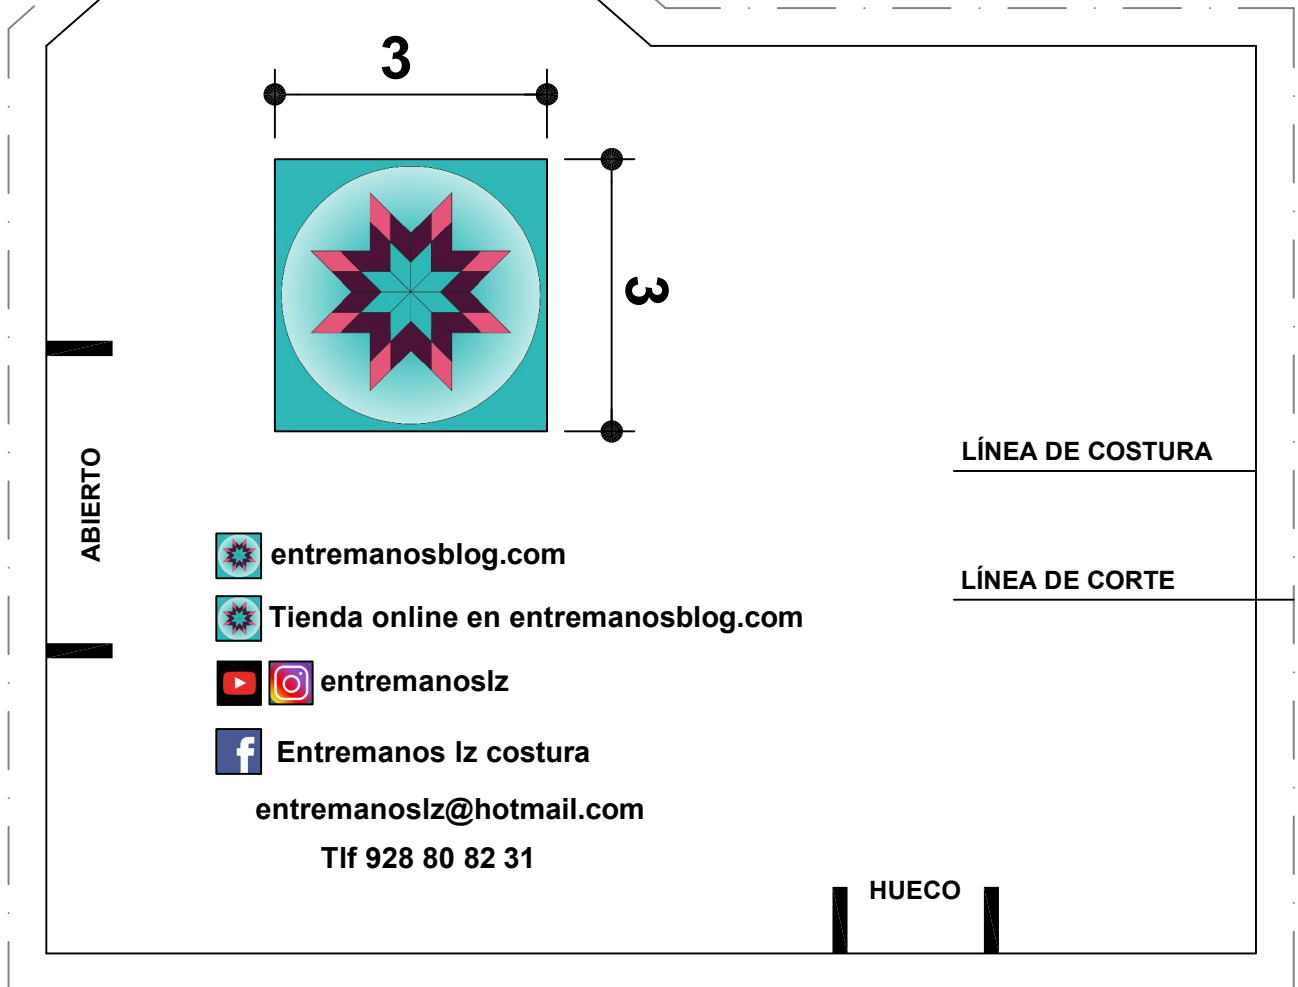 3
3
LÍNEA DE COSTURA
ABIERTO
entremanosblog.com
LÍNEA DE CORTE
Tienda online en entremanosblog.com
entremanoslz
Entremanos lz costura
entremanoslz@hotmail.com
Tlf 928 80 82 31
HUECO